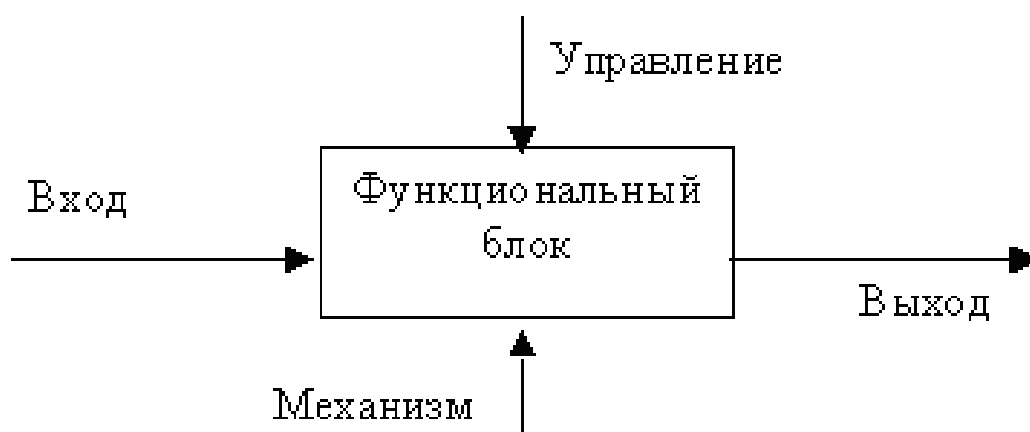 Управление
Функциональный
блок
Вход
Выход
Механизм